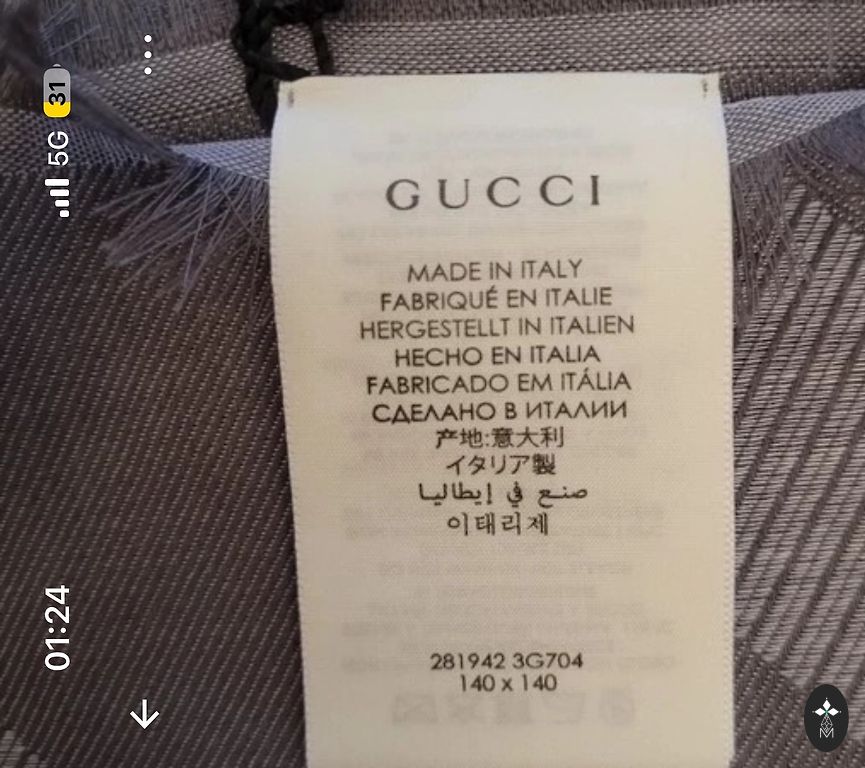 GUCCI
MADE IN ITALY
FABRIQUÉ EN ITALIE
HERGESTELLT IN ITALIEN
HECHO EN ITALIA
FABRICADO EM ITÁLIA
СДЕЛАНО В ИТАЛИИ
产地:意大利
イタリア製
صنع في إيطاليا
이태리제
281942 3G704
140 x 140
01:24
5G
31
M